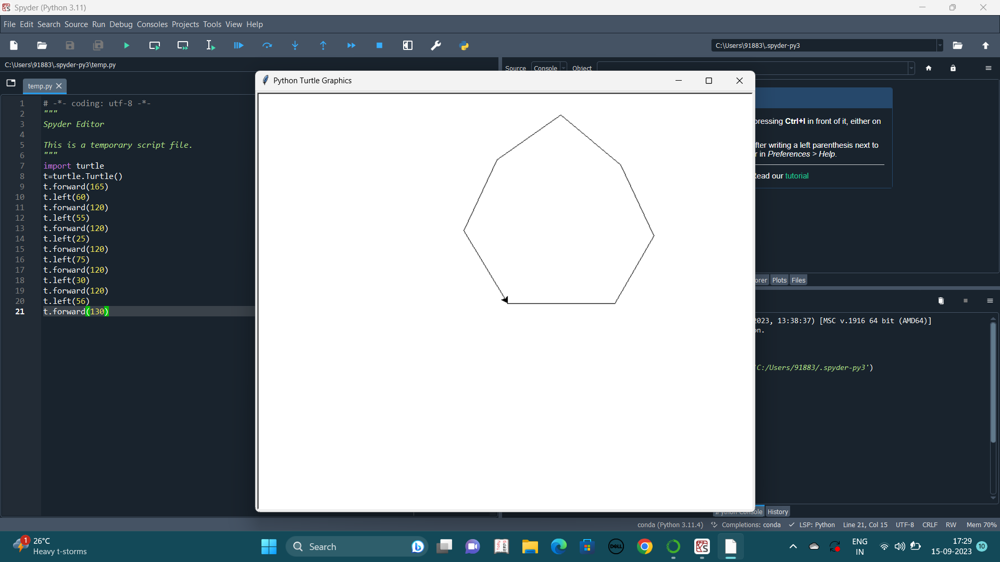 Spyder (Python 3.11)
File Edit Search Source Run Debug Consoles Projects Tools View Help
C:\Users\91883\.spyder-py3
C:\Users\91883\.spyder-py3\temp.py
Source Console Object
temp.py
Python Turtle Graphics
1 # -*- coding: utf-8 -*-
2 """
3 Spyder Editor
4
5 This is a temporary script file.
6 """
7 import turtle
8 t=turtle.Turtle()
9 t.forward(165)
10 t.left(60)
11 t.forward(120)
12 t.left(55)
13 t.forward(120)
14 t.left(25)
15 t.forward(120)
16 t.left(75)
17 t.forward(120)
18 t.left(30)
19 t.forward(120)
20 t.left(56)
21 t.forward(130)
pressing Ctrl+I in front of it, either on
fter writing a left parenthesis next to
r in Preferences > Help.
Read our tutorial
orer Plots Files
2023, 13:38:37) [MSC v.1916 64 bit (AMD64)]
on.
'C:/Users/91883/.spyder-py3')
IPython Console History
conda (Python 3.11.4) Completions: conda LSP: Python Line 21, Col 15 UTF-8 CRLF RW Mem 70%
1
26°C
Heavy t-storms
Search
Tally
ERP9
DELL
ENG
IN
17:29
15-09-2023
10